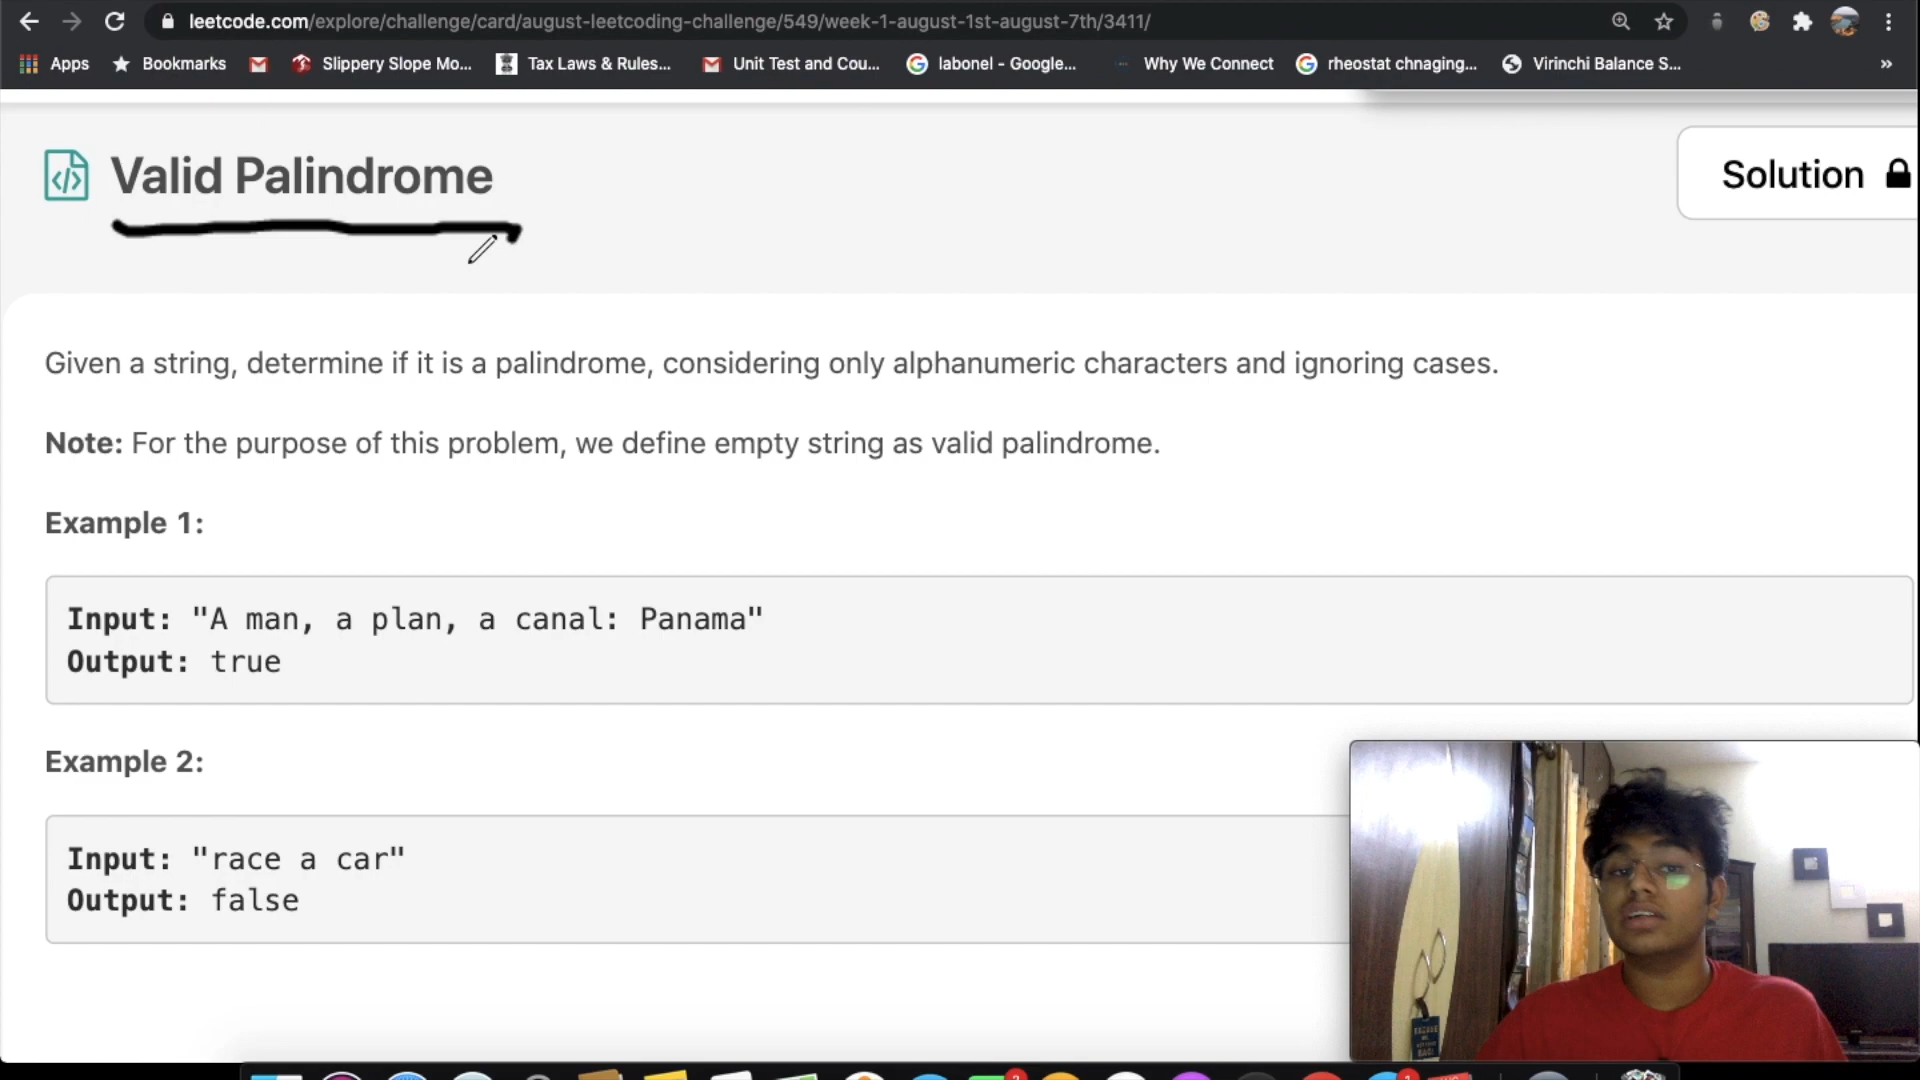 leetcode.com/explore/challenge/card/august-leetcoding-challenge/549/week-1-august-1st-august-7th/3411/
Apps Bookmarks Slippery Slope Mo... Tax Laws & Rules... Unit Test and Cou... labonel - Google... Why We Connect rheostat chnaging... Virinchi Balance S... »
Valid Palindrome
Solution
Given a string, determine if it is a palindrome, considering only alphanumeric characters and ignoring cases.
Note: For the purpose of this problem, we define empty string as valid palindrome.
Example 1:
Input: "A man, a plan, a canal: Panama"
Output: true
Example 2:
Input: "race a car"
Output: false